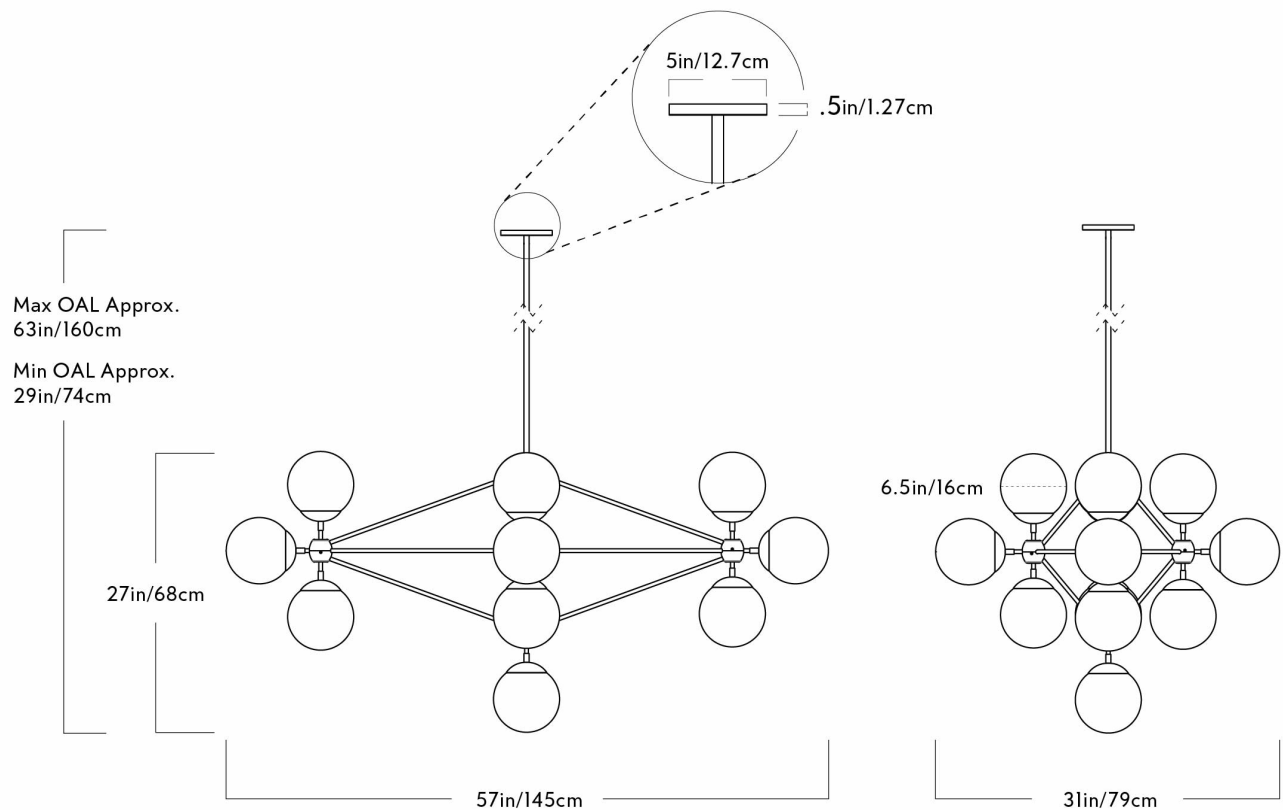 5in/12.7cm
.5in/1.27cm
Max OAL Approx.
63in/160cm
Min OAL Approx.
29in/74cm
6.5in/16cm
27in/68cm
57in/145cm
31in/79cm